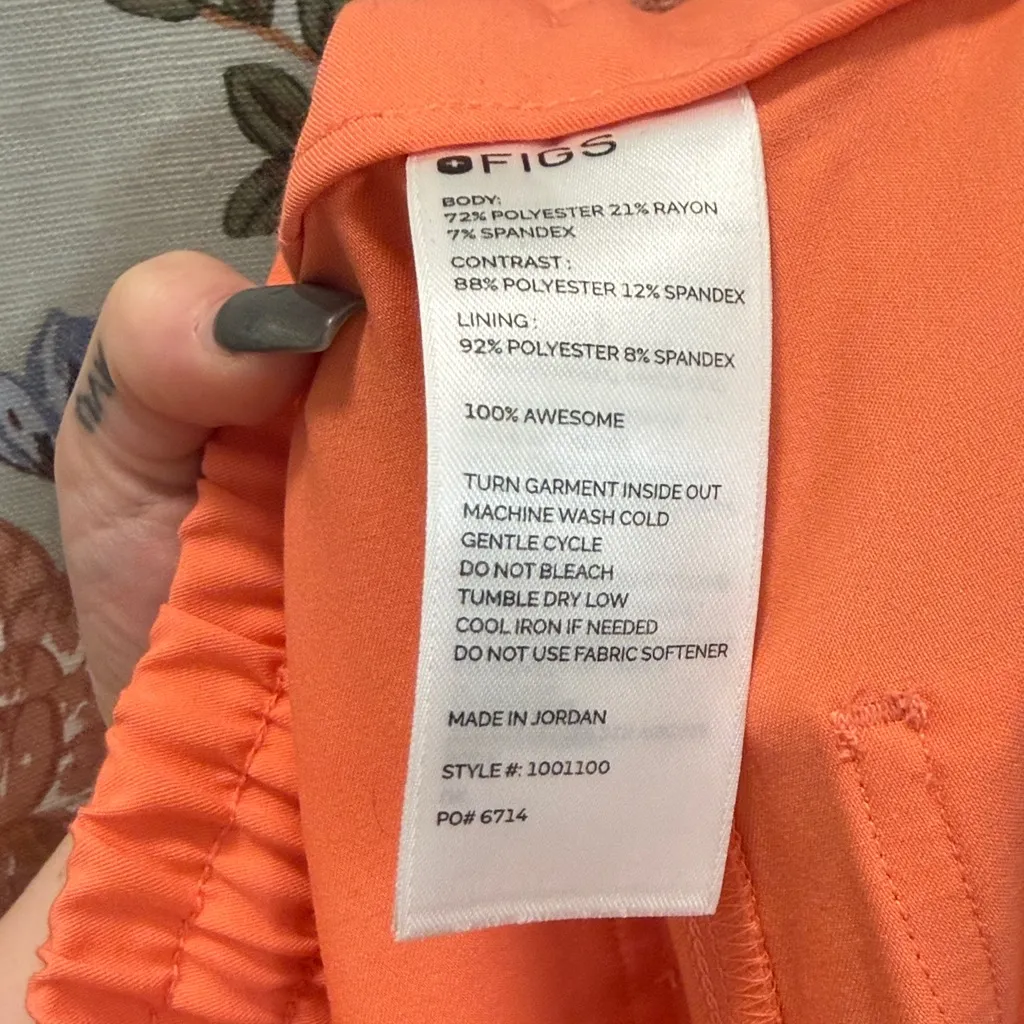 FIGS
BODY:
72% POLYESTER 21% RAYON
7% SPANDEX
CONTRAST :
88% POLYESTER 12% SPANDEX
LINING :
92% POLYESTER 8% SPANDEX
100% AWESOME
TURN GARMENT INSIDE OUT
MACHINE WASH COLD
GENTLE CYCLE
DO NOT BLEACH
TUMBLE DRY LOW
COOL IRON IF NEEDED
DO NOT USE FABRIC SOFTENER
MADE IN JORDAN
STYLE #: 1001100
PO# 6714